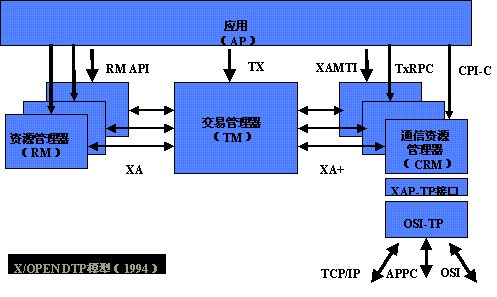 应用
（AP）
RM API
TX
XAMTI
TxRPC
CPI-C
资源管理器
（RM）
交易管理器
（TM）
通信资源
管理器
（CRM）
XA
XA+
XAP-TP接口
OSI-TP
TCP/IP
APPC
OSI
X/OPEN DTP模型（1994）